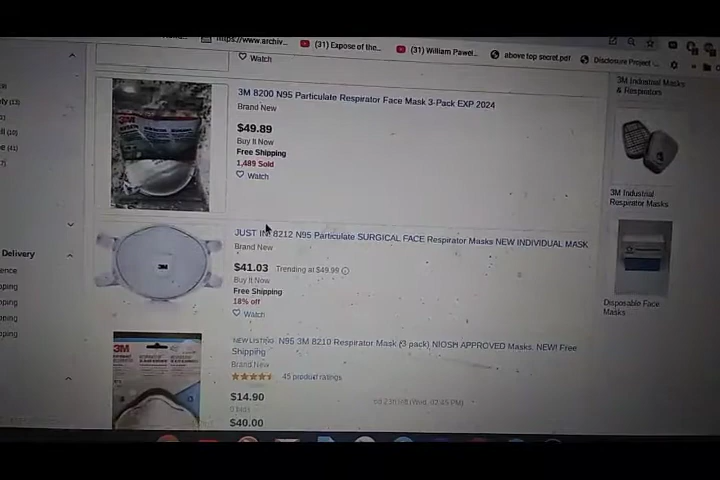 https://www.archiv...
(31) Expose of the...
(31) William Pawel...
above top secret.pdf
Disclosure Project ...
Watch
3M Industrial Masks
& Respirators
3M 8200 N95 Particulate Respirator Face Mask 3-Pack EXP 2024
Brand New
$49.89
Buy It Now
Free Shipping
1,489 Sold
Watch
3M
3M Industrial
Respirator Masks
JUST IN! 8212 N95 Particulate SURGICAL FACE Respirator Masks NEW INDIVIDUAL MASK
Brand New
$41.03 Trending at $49.99
Buy It Now
Free Shipping
18% off
Watch
3M
Disposable Face
Masks
Delivery
NEW LISTING N95 3M 8210 Respirator Mask (3 pack) NIOSH APPROVED Masks. NEW! Free
Shipping
Brand New
45 product ratings
$14.90
$40.00
3M